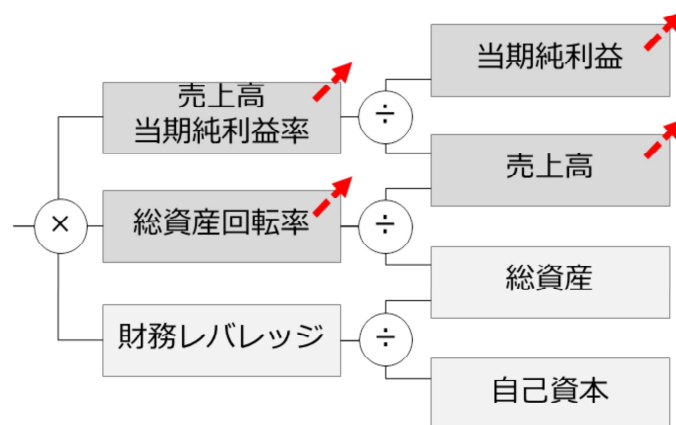 当期純利益
売上高
当期純利益率
÷
売上高
×
総資産回転率
÷
総資産
財務レバレッジ
÷
自己資本